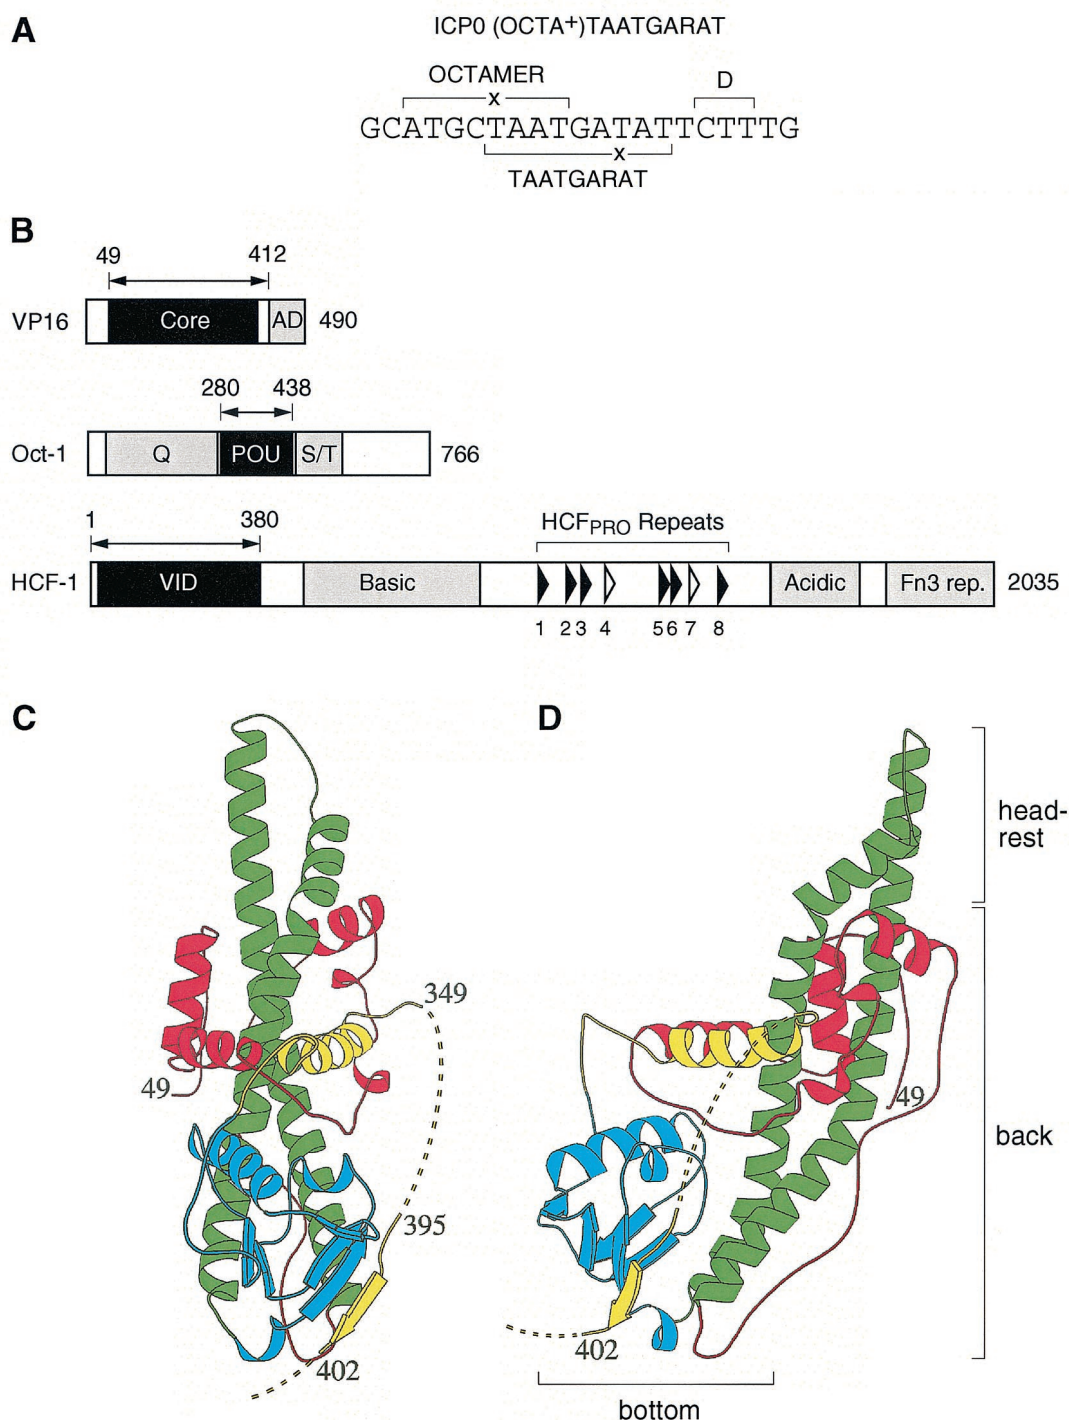 A
ICP0 (OCTA+)TAATGARAT
OCTAMER
D
x
GCATGCTAATGATATTCTTTG
x
TAATGARAT
B
49 412
VP16 Core AD 490
280 438
Oct-1 Q POU S/T 766
1 380
HCFPRO Repeats
HCF-1 VID Basic Acidic Fn3 rep. 2035
1 2 3 4 5 6 7 8
C
349
49
395
402
D
head-
rest
49
back
402
bottom